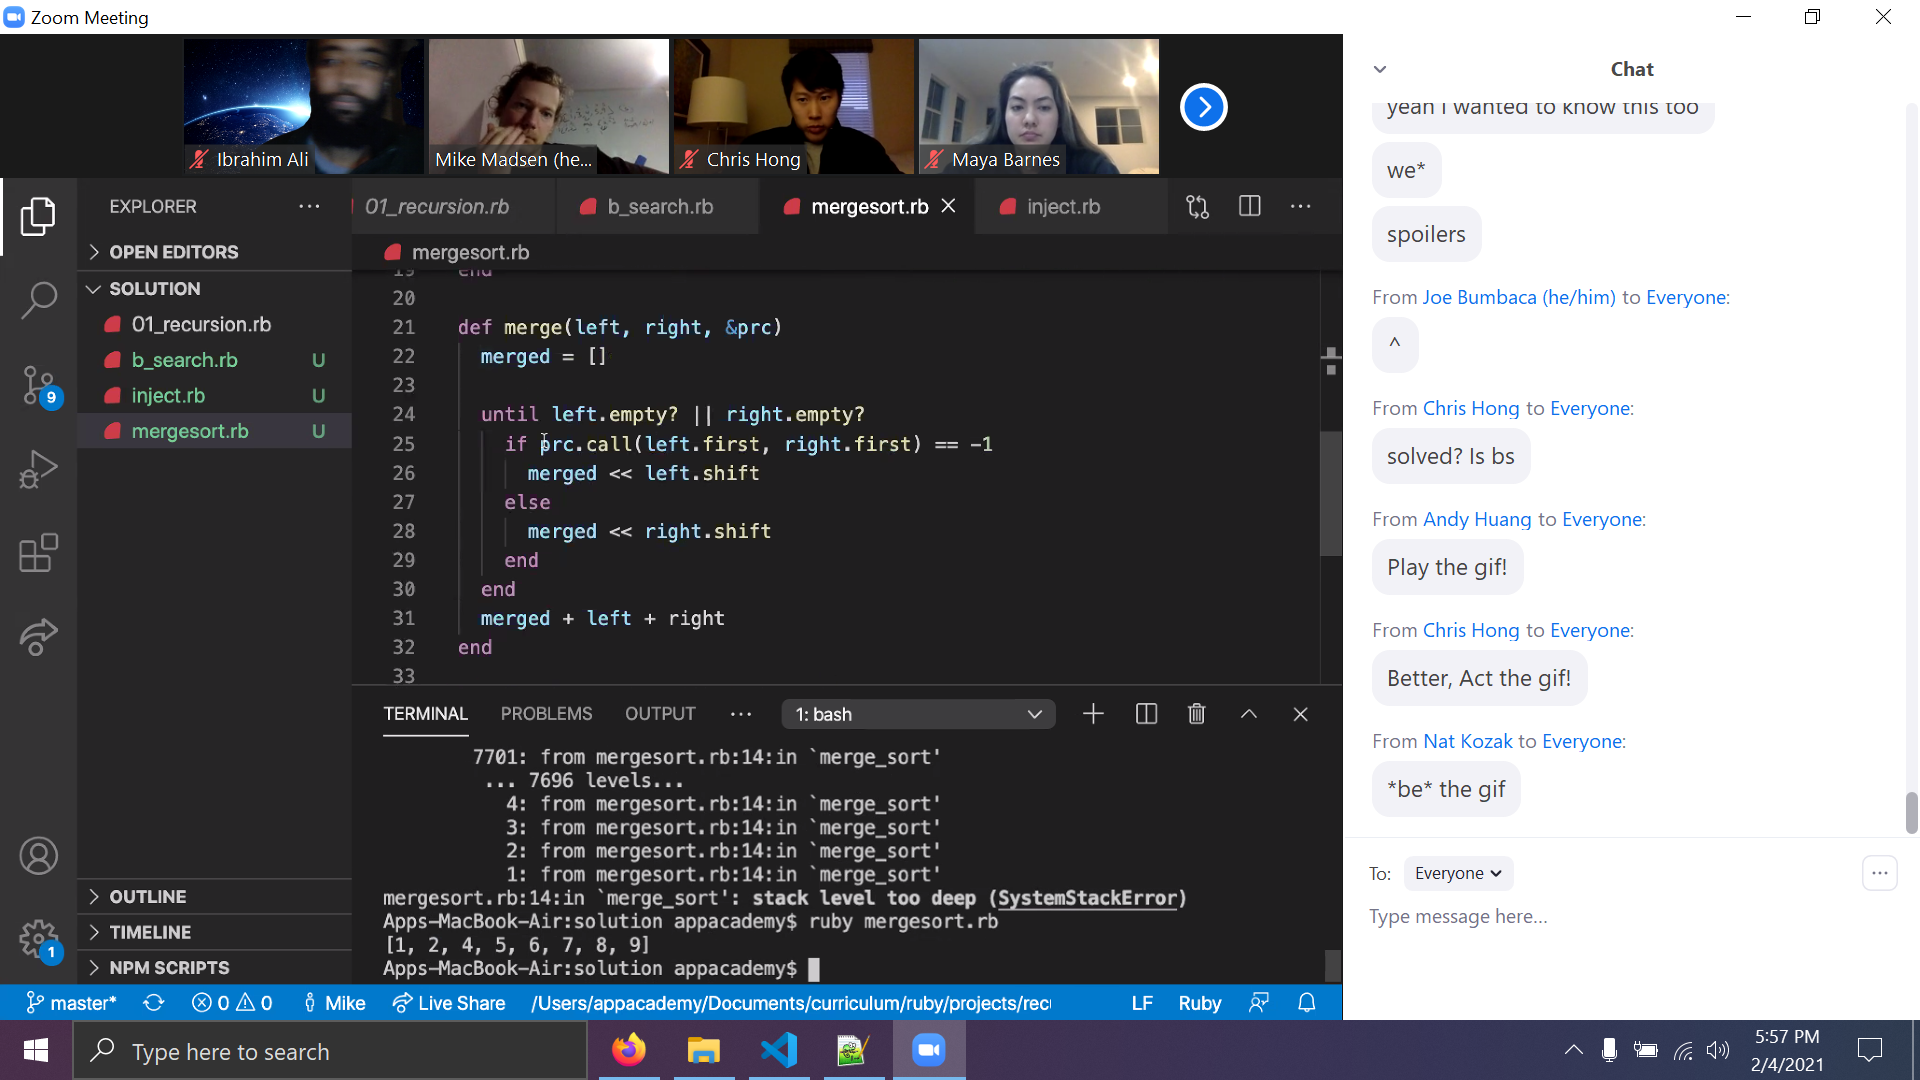 Zoom Meeting
Ibrahim Ali
Mike Madsen (he...
Chris Hong
Maya Barnes
EXPLORER
OPEN EDITORS
SOLUTION
01_recursion.rb
b_search.rb U
inject.rb U
mergesort.rb U
OUTLINE
TIMELINE
NPM SCRIPTS
9
1
01_recursion.rb
b_search.rb
mergesort.rb
inject.rb
mergesort.rb
19 end
20
21 def merge(left, right, &prc)
22 merged = []
23
24 until left.empty? || right.empty?
25 if prc.call(left.first, right.first) == -1
26 merged << left.shift
27 else
28 merged << right.shift
29 end
30 end
31 merged + left + right
32 end
33
TERMINAL PROBLEMS OUTPUT ... 1: bash
7701: from mergesort.rb:14:in `merge_sort'
... 7696 levels...
4: from mergesort.rb:14:in `merge_sort'
3: from mergesort.rb:14:in `merge_sort'
2: from mergesort.rb:14:in `merge_sort'
1: from mergesort.rb:14:in `merge_sort'
mergesort.rb:14:in `merge_sort': stack level too deep (SystemStackError)
Apps-MacBook-Air:solution appacademy$ ruby mergesort.rb
[1, 2, 4, 5, 6, 7, 8, 9]
Apps-MacBook-Air:solution appacademy$
master* 0 0 Mike Live Share /Users/appacademy/Documents/curriculum/ruby/projects/rec LF Ruby
Chat
yeah I wanted to know this too
we*
spoilers
From Joe Bumbaca (he/him) to Everyone:
^
From Chris Hong to Everyone:
solved? Is bs
From Andy Huang to Everyone:
Play the gif!
From Chris Hong to Everyone:
Better, Act the gif!
From Nat Kozak to Everyone:
*be* the gif
To: Everyone
Type message here...
Type here to search
5:57 PM
2/4/2021